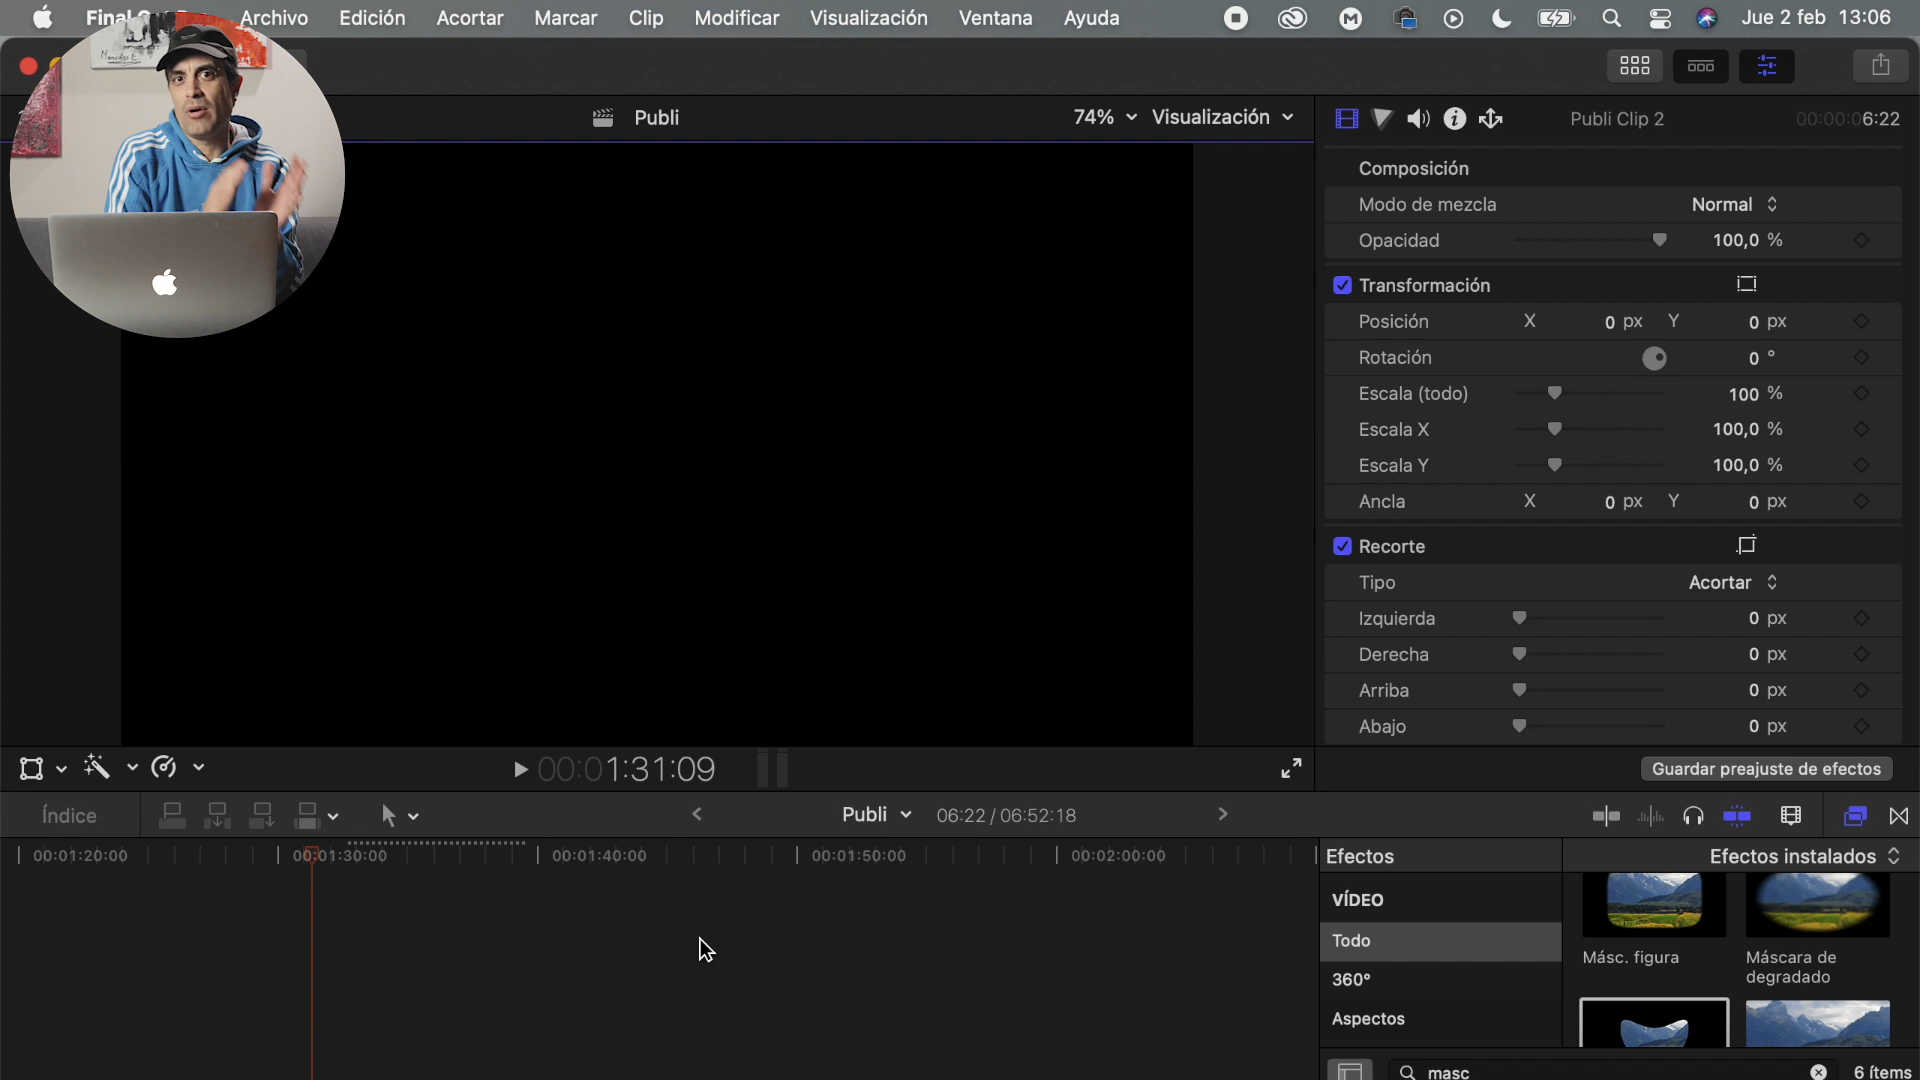 Archivo Edición Acortar Marcar Clip Modificar Visualización Ventana Ayuda Jue 2 feb 13:06
Publi 74% Visualización
Publi Clip 2 00:00:06:22
Composición
Modo de mezcla Normal
Opacidad 100,0 %
Transformación
Posición X 0 px Y 0 px
Rotación 0 °
Escala (todo) 100 %
Escala X 100,0 %
Escala Y 100,0 %
Ancla X 0 px Y 0 px
Recorte
Tipo Acortar
Izquierda 0 px
Derecha 0 px
Arriba 0 px
Abajo 0 px
00:01:31:09
Guardar preajuste de efectos
Índice Publi 06:22 / 06:52:18
00:01:20:00 00:01:30:00 00:01:40:00 00:01:50:00 00:02:00:00
Efectos Efectos instalados
VÍDEO
Todo
360°
Aspectos
Másc. figura
Máscara de
degradado
masc 6 ítems